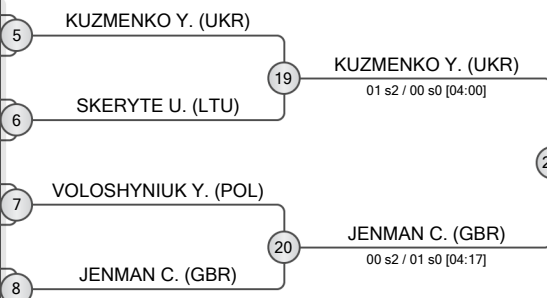 5
KUZMENKO Y. (UKR)
19
KUZMENKO Y. (UKR)
01 s2 / 00 s0 [04:00]
6
SKERYTE U. (LTU)
7
VOLOSHYNIUK Y. (POL)
20
JENMAN C. (GBR)
00 s2 / 01 s0 [04:17]
8
JENMAN C. (GBR)